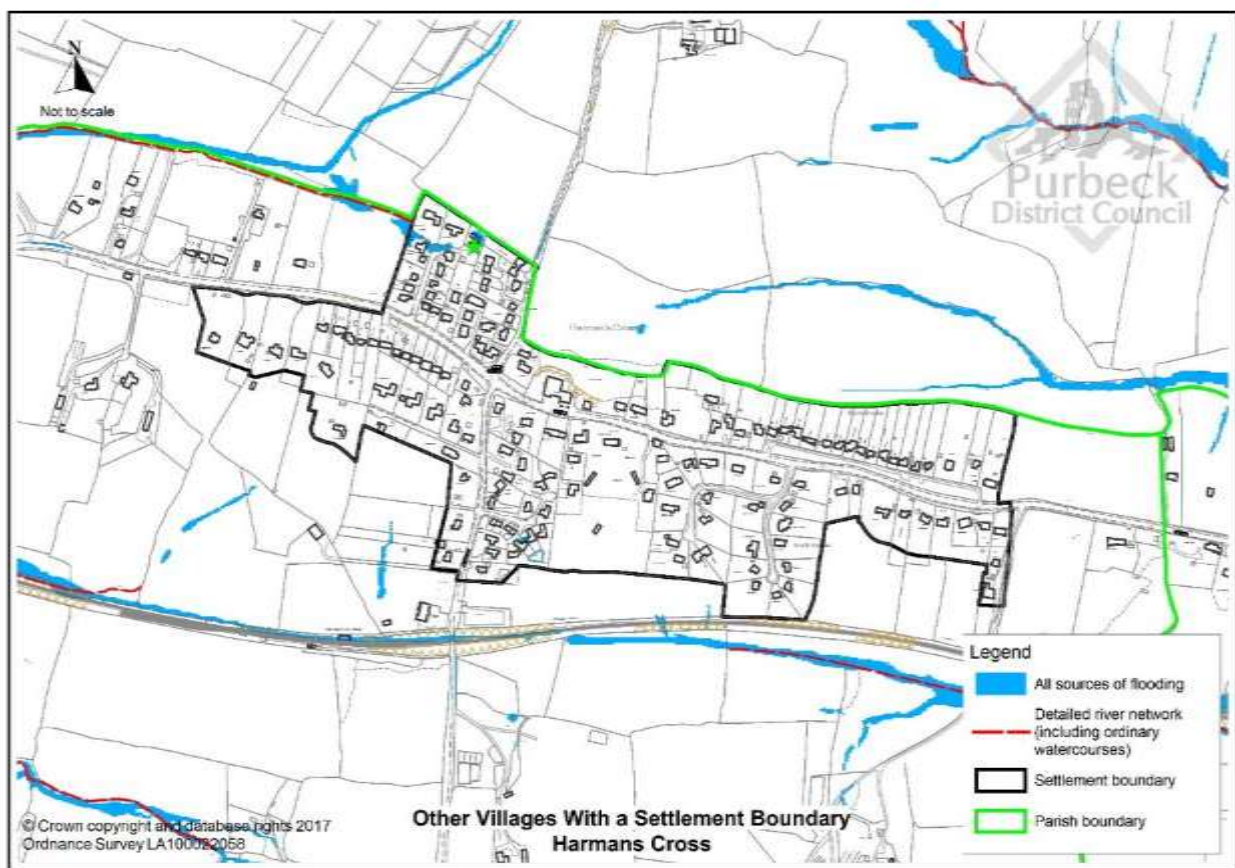 N
Not to scale
Purbeck
District Council
Legend
All sources of flooding
Detailed river network
(including ordinary
watercourses)
Settlement boundary
Parish boundary
Other Villages With a Settlement Boundary
Harmans Cross
© Crown copyright and database rights 2017
Ordnance Survey LA100022058